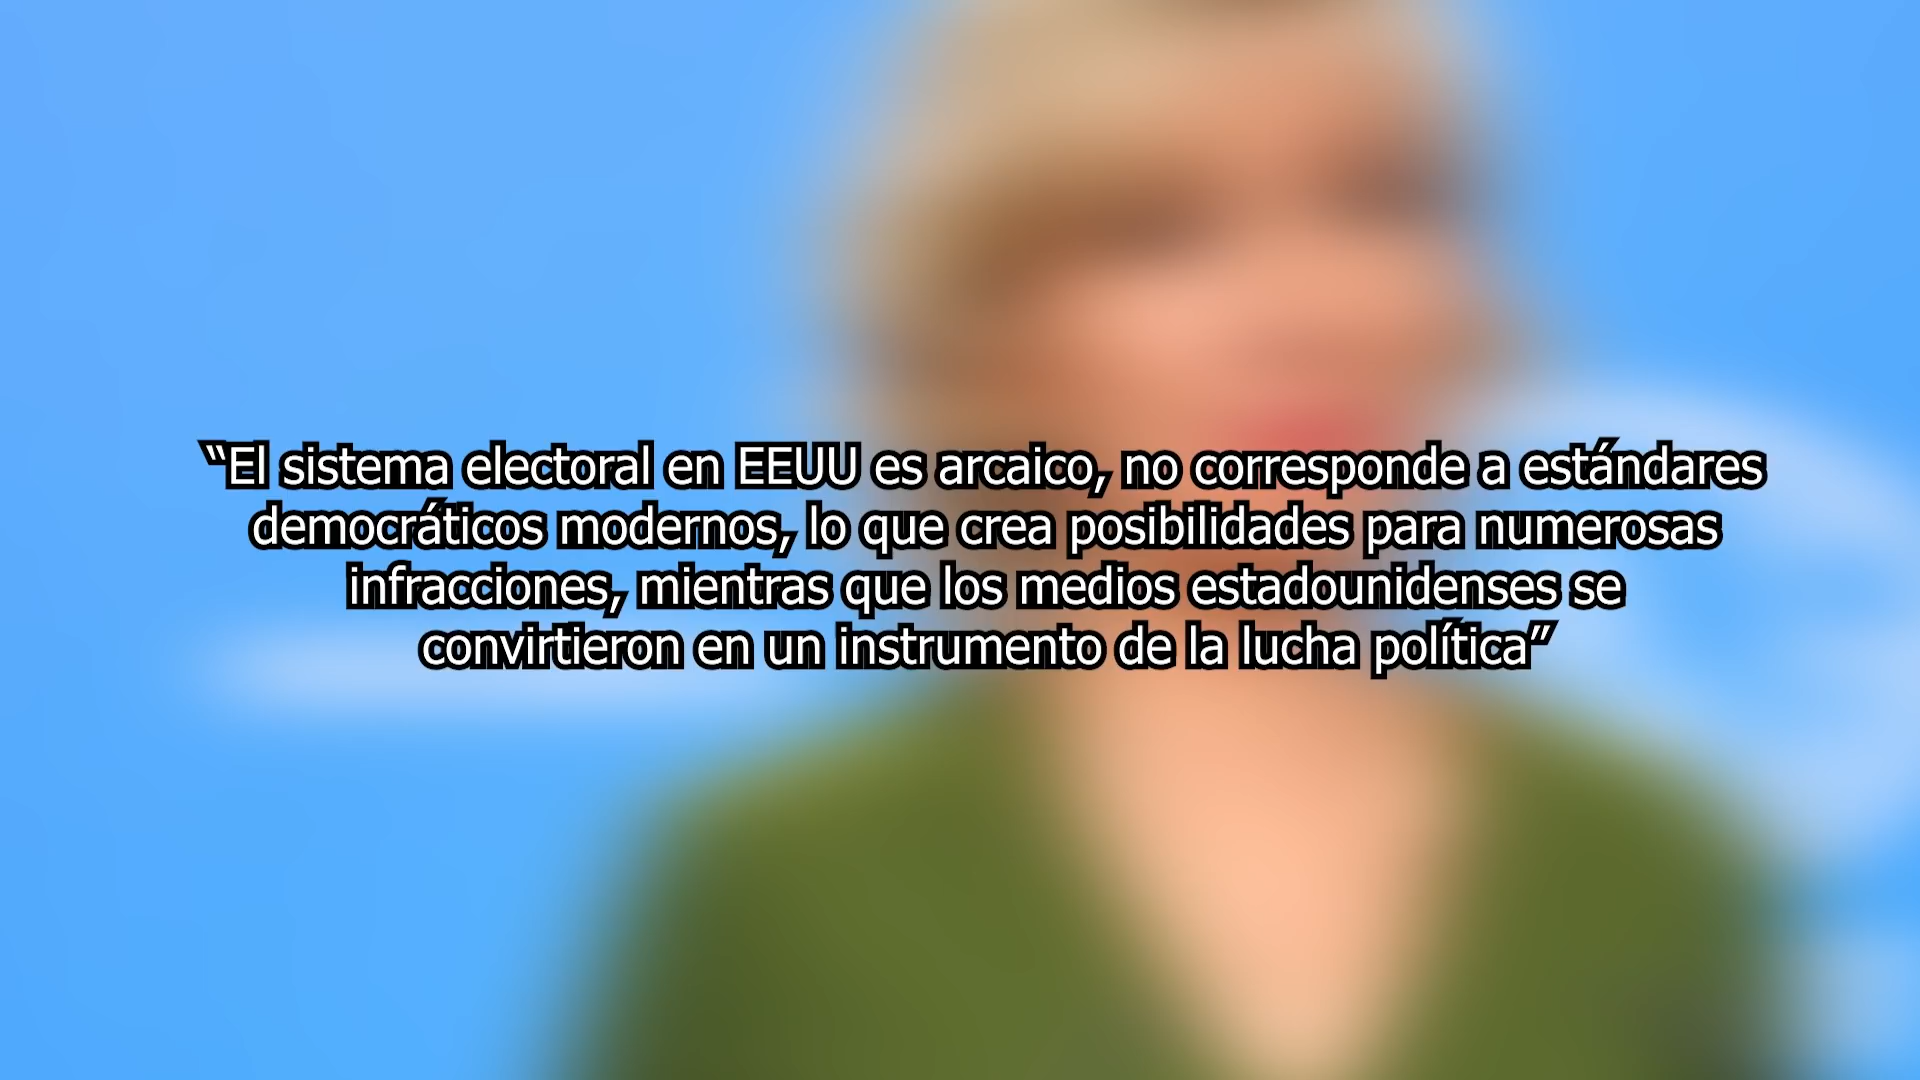 “El sistema electoral en EEUU es arcaico, no corresponde a estándares
democráticos modernos, lo que crea posibilidades para numerosas
infracciones, mientras que los medios estadounidenses se
convirtieron en un instrumento de la lucha política”